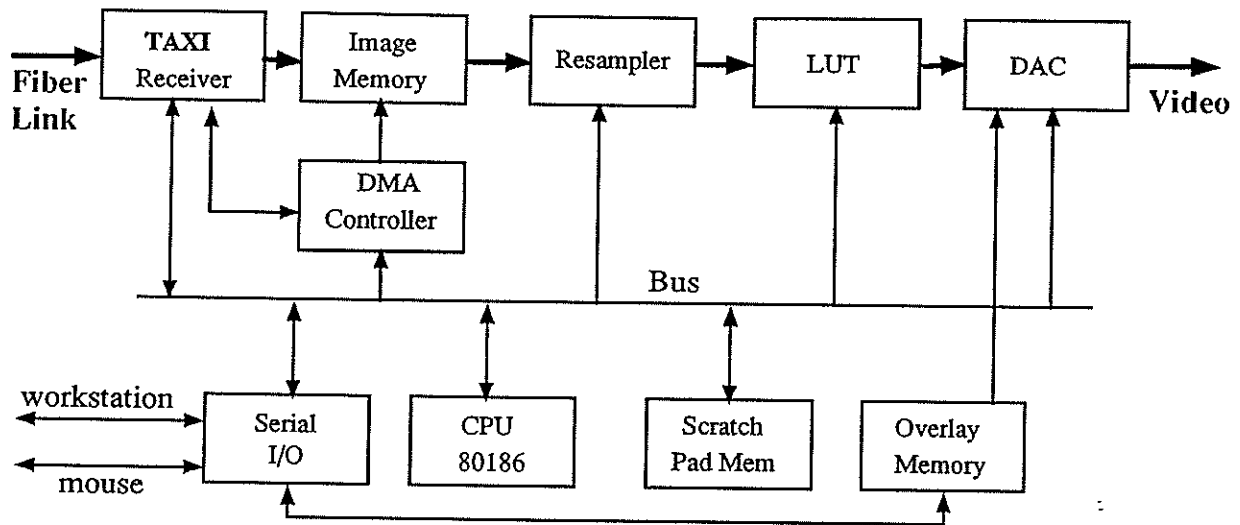 TAXI
Receiver
Image
Memory
Resampler
LUT
DAC
Fiber
Link
Video
DMA
Controller
Bus
workstation
mouse
Serial
I/O
CPU
80186
Scratch
Pad Mem
Overlay
Memory